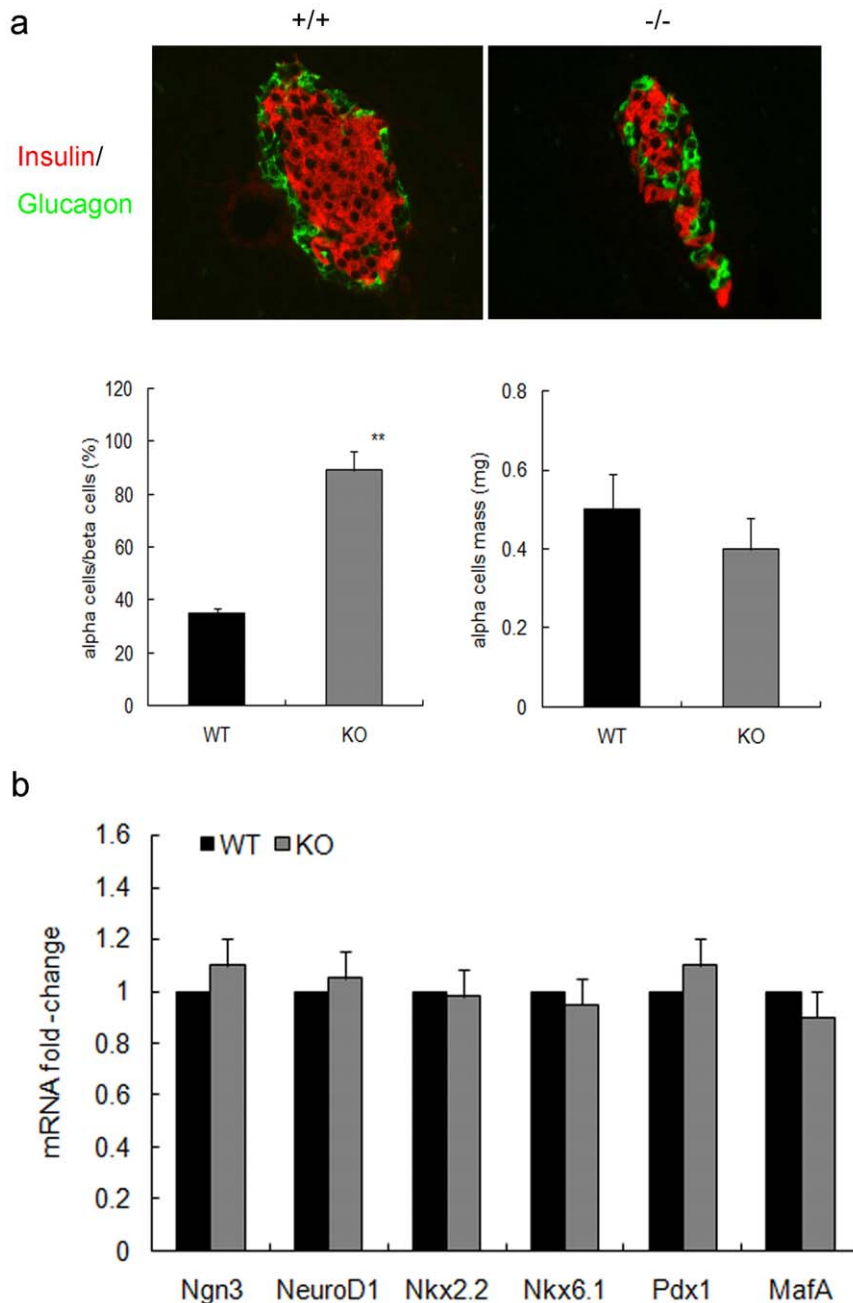 a
+/+
-/-
Insulin/
Glucagon
alpha cells/beta cells (%)
120
100
80
60
40
20
0
**
WT
KO
alpha cells mass (mg)
0.8
0.6
0.4
0.2
0
WT
KO
b
mRNA fold-change
1.6
1.4
1.2
1
0.8
0.6
0.4
0.2
0
WT
KO
Ngn3
NeuroD1
Nkx2.2
Nkx6.1
Pdx1
MafA